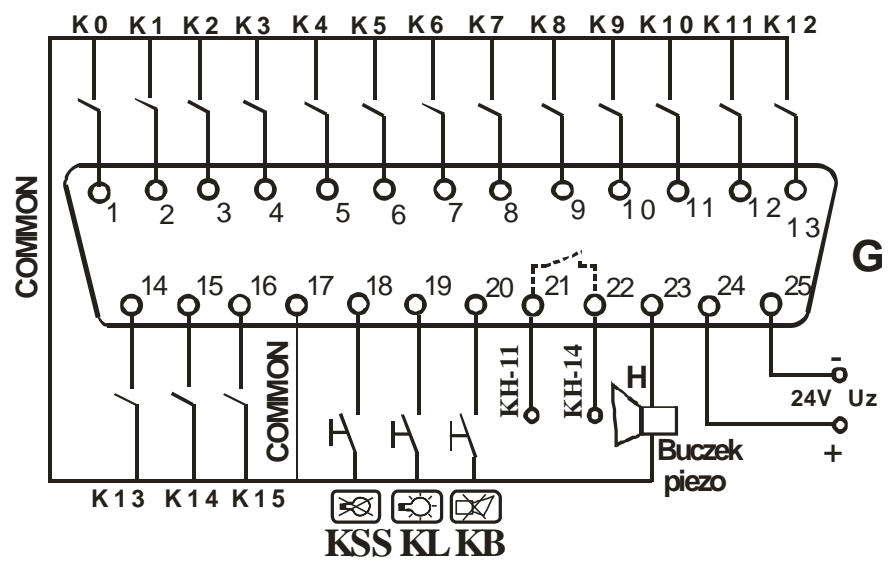 K0 K1 K2 K3 K4 K5 K6 K7 K8 K9 K10 K11 K12
COMMON
1 2 3 4 5 6 7 8 9 10 11 12 13
G
14 15 16 17 18 19 20 21 22 23 24 25
COMMON
KH-11
KH-14
H
-
24V Uz
+
Buczek
piezo
K13 K14 K15
KSS KL KB